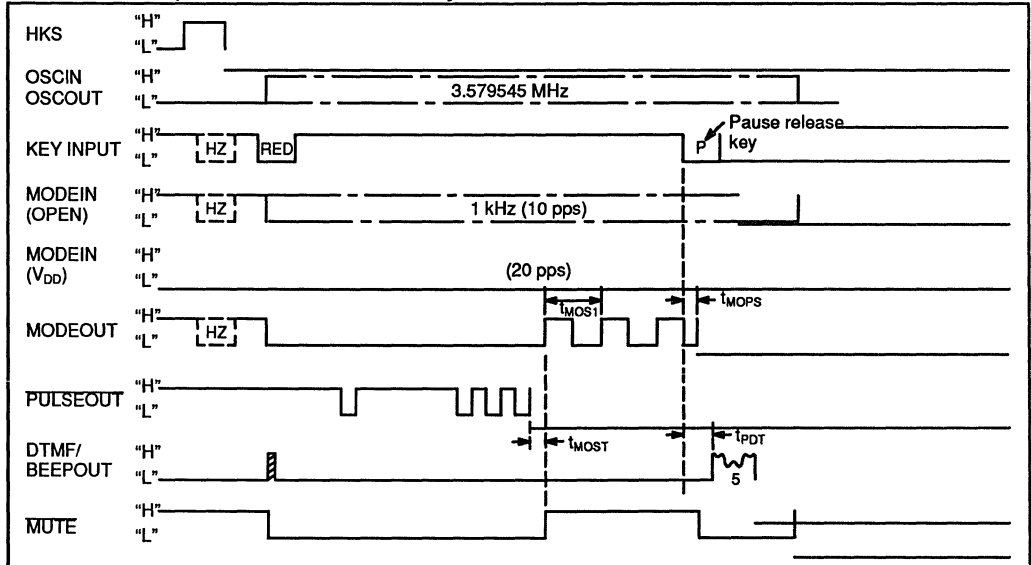 HKS "H"
"L"
OSCIN "H"
OSCOUT "L" 3.579545 MHz
KEY INPUT "H" HZ RED P Pause release
"L" key
MODEIN "H" HZ
(OPEN) "L" 1 kHz (10 pps)
MODEIN "H"
(VDD) "L" (20 pps)
MODEOUT "H" HZ tMOS1 tMOPS
"L"
PULSEOUT "H"
"L"
tMOST tPDT
DTMF/ "H"
BEEPOUT "L" 5
MUTE "H"
"L"